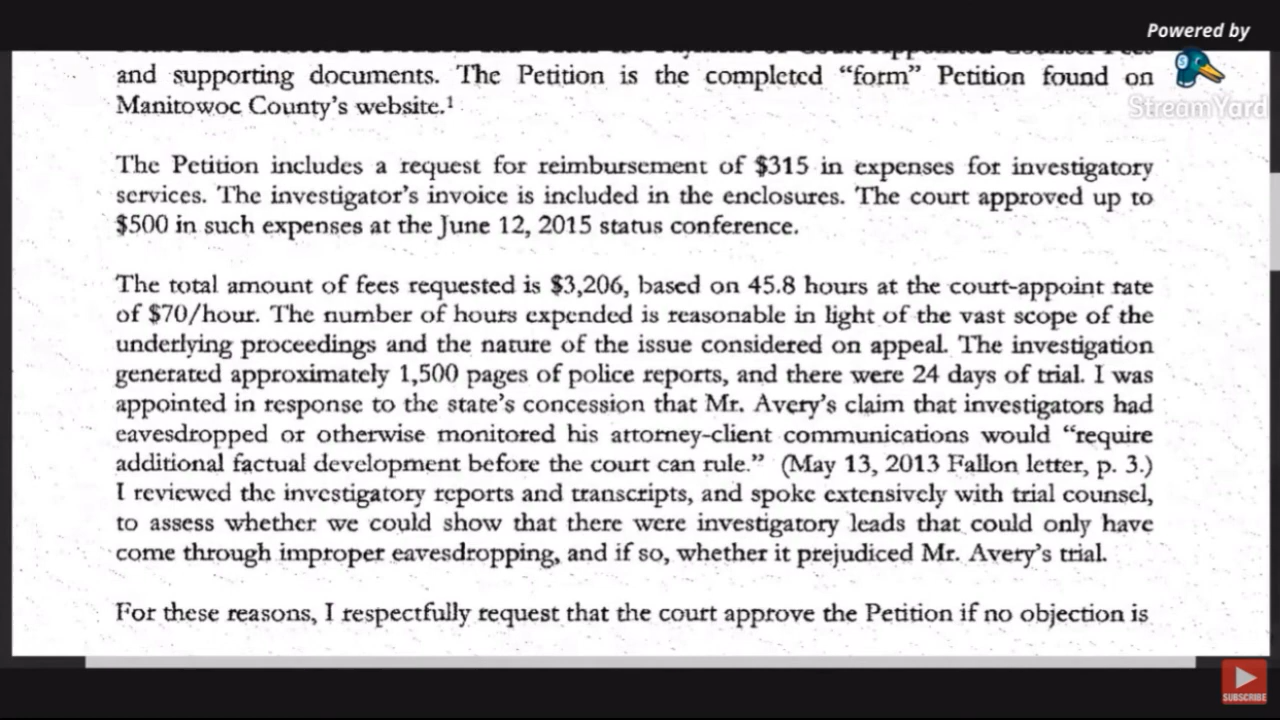 Powered by
and supporting documents. The Petition is the completed “form” Petition found on
StreamYard
Manitowoc County’s website.¹
The Petition includes a request for reimbursement of $315 in expenses for investigatory
services. The investigator’s invoice is included in the enclosures. The court approved up to
$500 in such expenses at the June 12, 2015 status conference.
The total amount of fees requested is $3,206, based on 45.8 hours at the court-appoint rate
of $70/hour. The number of hours expended is reasonable in light of the vast scope of the
underlying proceedings and the nature of the issue considered on appeal. The investigation
generated approximately 1,500 pages of police reports, and there were 24 days of trial. I was
appointed in response to the state’s concession that Mr. Avery’s claim that investigators had
eavesdropped or otherwise monitored his attorney-client communications would “require
additional factual development before the court can rule.” (May 13, 2013 Fallon letter, p. 3.)
I reviewed the investigatory reports and transcripts, and spoke extensively with trial counsel,
to assess whether we could show that there were investigatory leads that could only have
come through improper eavesdropping, and if so, whether it prejudiced Mr. Avery’s trial.
For these reasons, I respectfully request that the court approve the Petition if no objection is
SUBSCRIBE